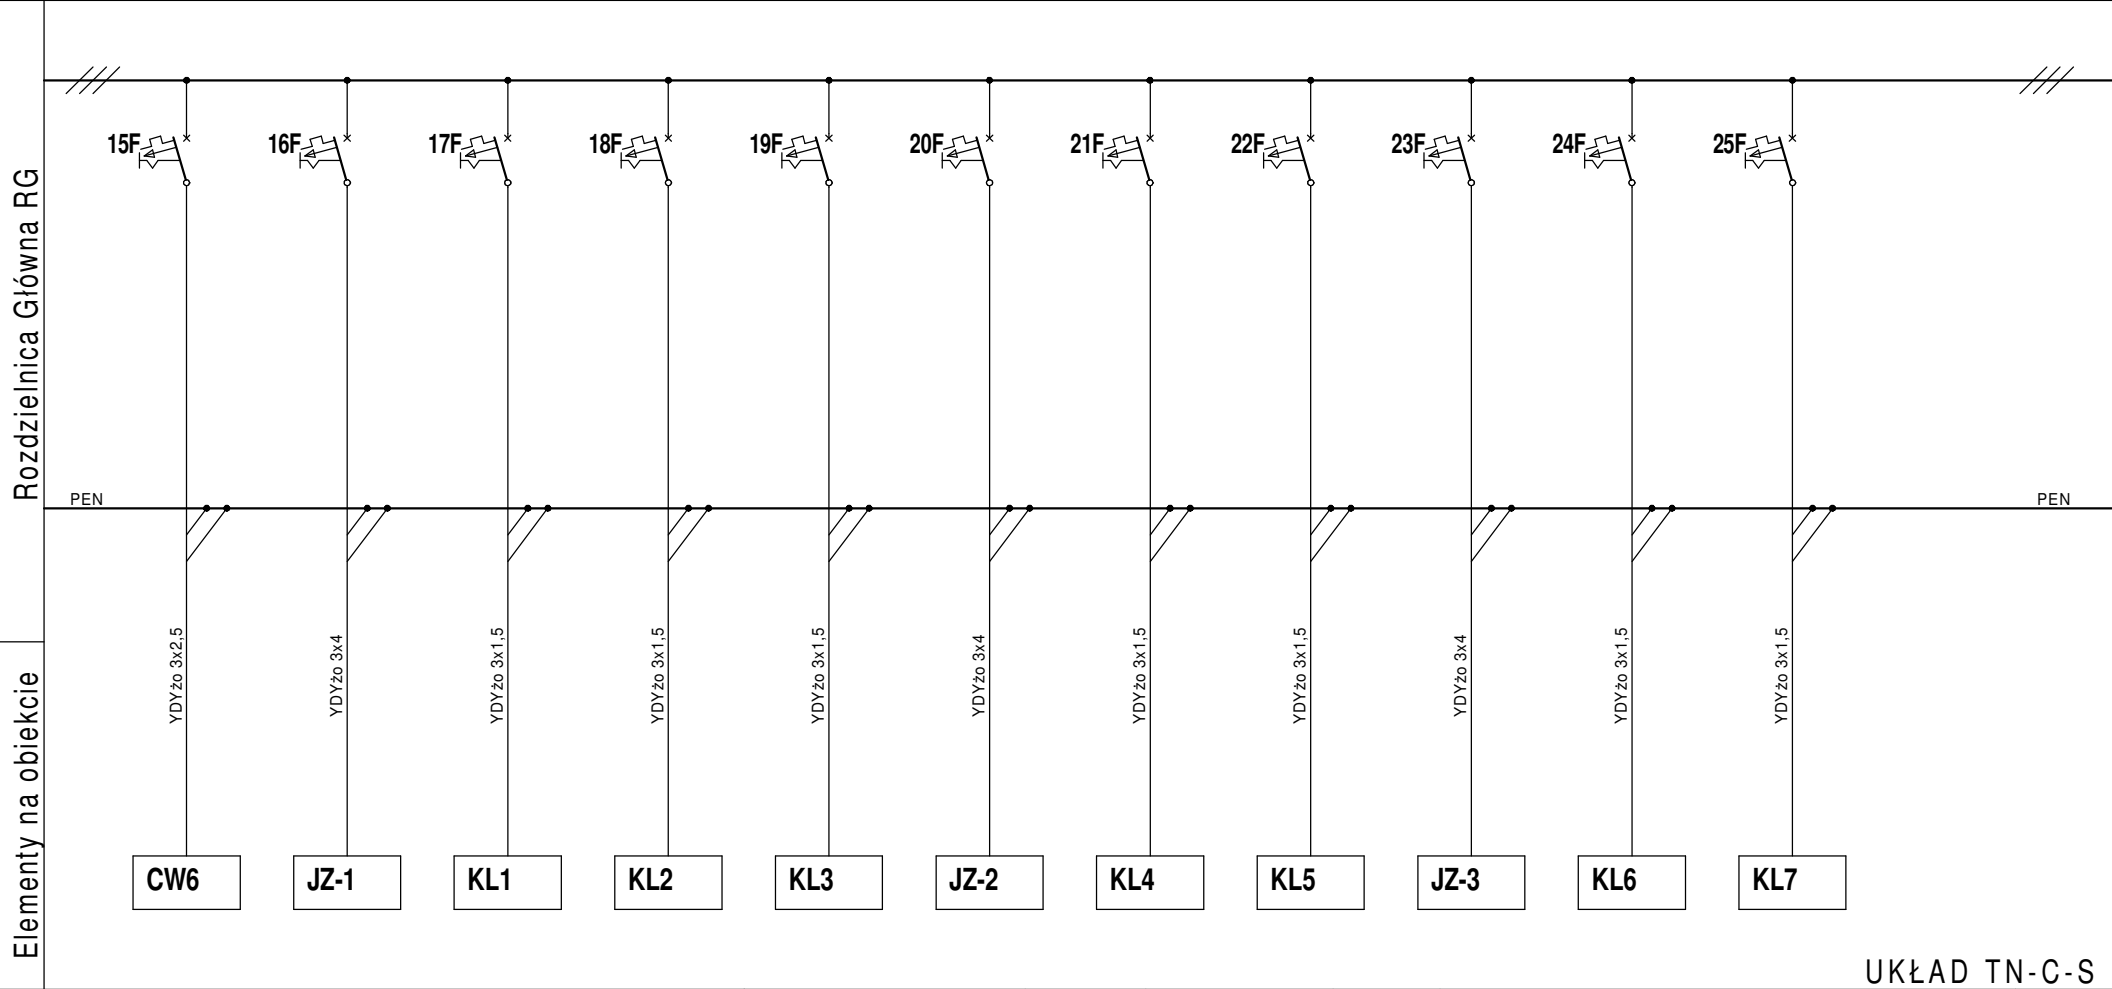 Rozdzielnica Główna RG
15F
16F
17F
18F
19F
20F
21F
22F
23F
24F
25F
PEN
PEN
YDYżo 3x2,5
YDYżo 3x4
YDYżo 3x1,5
YDYżo 3x1,5
YDYżo 3x1,5
YDYżo 3x4
YDYżo 3x1,5
YDYżo 3x1,5
YDYżo 3x4
YDYżo 3x1,5
YDYżo 3x1,5
Elementy na obiekcie
CW6
JZ-1
KL1
KL2
KL3
JZ-2
KL4
KL5
JZ-3
KL6
KL7
UKŁAD TN-C-S